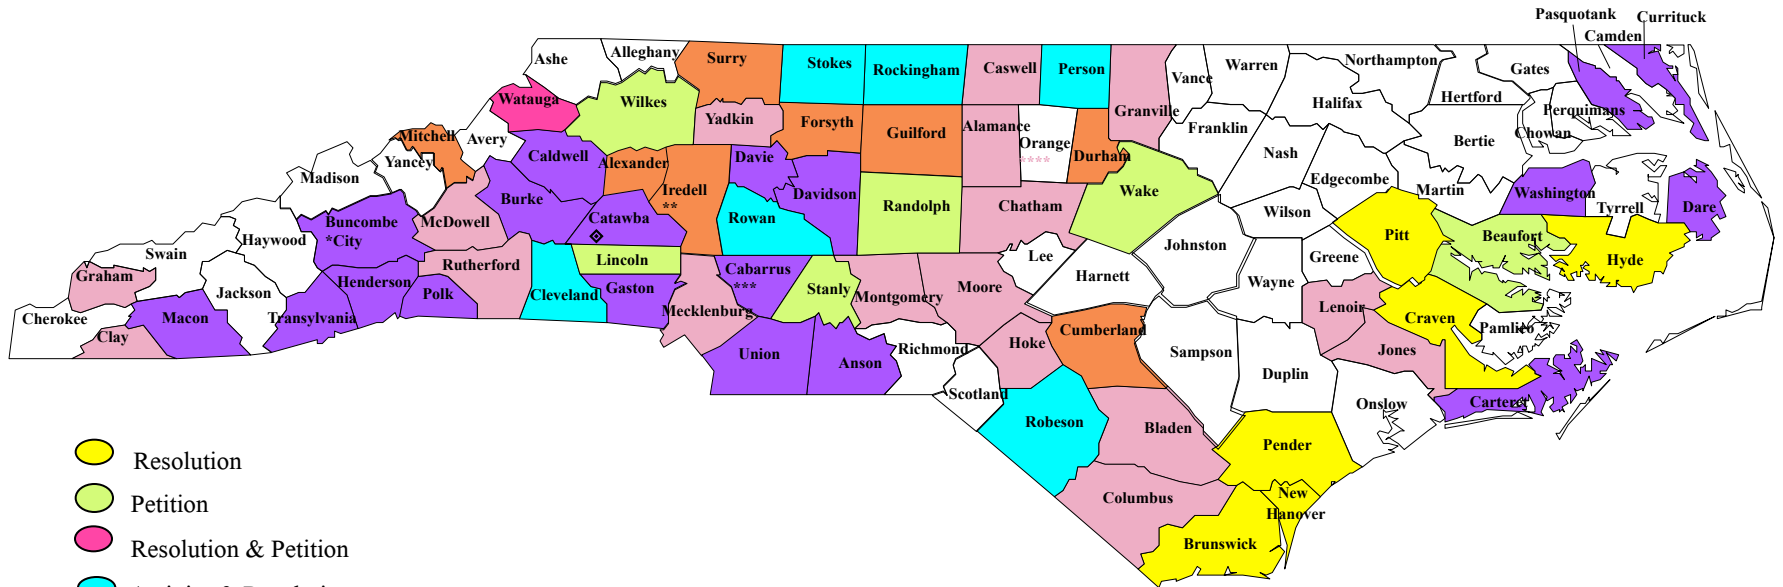 Pasquotank
Currituck
Camden
Ashe
Alleghany
Surry
Stokes
Rockingham
Caswell
Person
Vance
Warren
Northampton
Gates
Watauga
Wilkes
Yadkin
Forsyth
Guilford
Alamance
Orange
****
Durham
Granville
Franklin
Halifax
Hertford
Perquimans
Chowan
Bertie
Mitchell
Avery
Yancey
Madison
Caldwell
Alexander
Iredell
**
Davie
Davidson
Randolph
Chatham
Wake
Nash
Edgecombe
Martin
Washington
Tyrrell
Dare
Buncombe
*City
McDowell
Burke
Catawba
Rowan
Wilson
Johnston
Pitt
Beaufort
Hyde
Haywood
Swain
Graham
Rutherford
Lincoln
Cabarrus
***
Stanly
Montgomery
Moore
Lee
Harnett
Greene
Wayne
Cherokee
Clay
Macon
Jackson
Transylvania
Henderson
Polk
Cleveland
Gaston
Mecklenburg
Union
Anson
Richmond
Scotland
Hoke
Cumberland
Sampson
Duplin
Lenoir
Jones
Craven
Pamlico
Carteret
Onslow
Robeson
Bladen
Pender
Columbus
New
Hanover
Brunswick
Resolution
Petition
Resolution & Petition